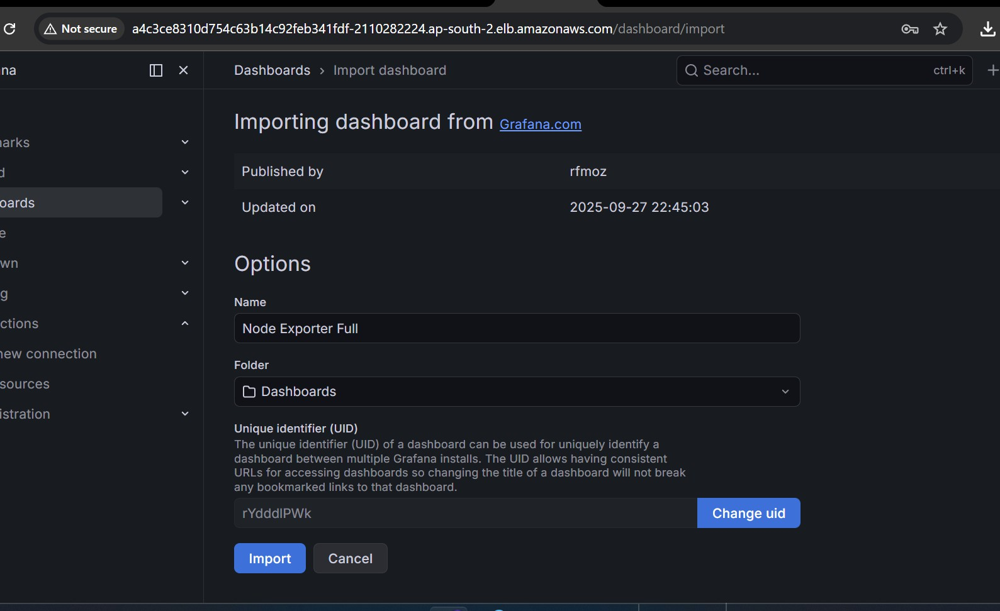 Not secure
a4c3ce8310d754c63b14c92feb341fdf-2110282224.ap-south-2.elb.amazonaws.com/dashboard/import
na
Dashboards › Import dashboard
Search...
ctrl+k
Importing dashboard from Grafana.com
arks
Published by
rfmoz
d
oards
Updated on
2025-09-27 22:45:03
e
wn
Options
g
Name
ctions
Node Exporter Full
new connection
Folder
sources
Dashboards
istration
Unique identifier (UID)
The unique identifier (UID) of a dashboard can be used for uniquely identify a
dashboard between multiple Grafana installs. The UID allows having consistent
URLs for accessing dashboards so changing the title of a dashboard will not break
any bookmarked links to that dashboard.
rYdddlPWk
Change uid
Import
Cancel